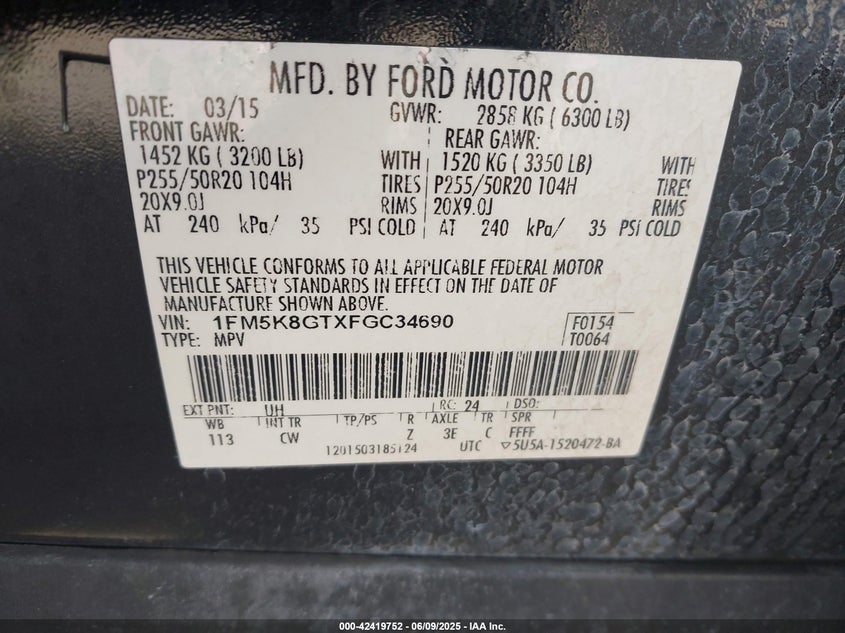 MFD. BY FORD MOTOR CO.
DATE: 03/15 GVWR: 2858 KG ( 6300 LB)
FRONT GAWR: REAR GAWR:
1452 KG ( 3200 LB) WITH 1520 KG ( 3350 LB) WITH
P255/50R20 104H TIRES P255/50R20 104H TIRES
20X9.0J RIMS 20X9.0J RIMS
AT 240 kPa/ 35 PSI COLD AT 240 kPa/ 35 PSI COLD
THIS VEHICLE CONFORMS TO ALL APPLICABLE FEDERAL MOTOR
VEHICLE SAFETY STANDARDS IN EFFECT ON THE DATE OF
MANUFACTURE SHOWN ABOVE.
VIN: 1FM5K8GTXFGC34690 F0154
TYPE: MPV T0064
EXT PNT: UH RC: 24 DSO:
WB INT TR TP/PS R AXLE TR SPR
113 CW Z 3E C FFFF
1201503185124 UTC ▽5U5A-1520472-BA
000-42419752 - 06/09/2025 - IAA Inc.